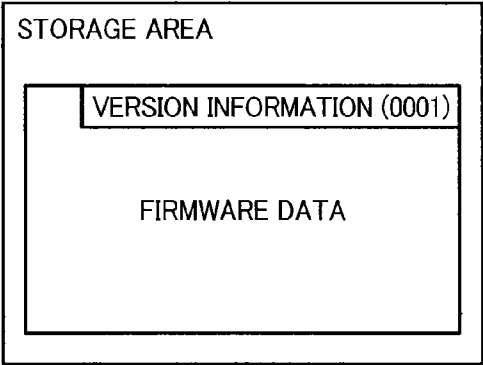 STORAGE AREA
VERSION INFORMATION (0001)
FIRMWARE DATA